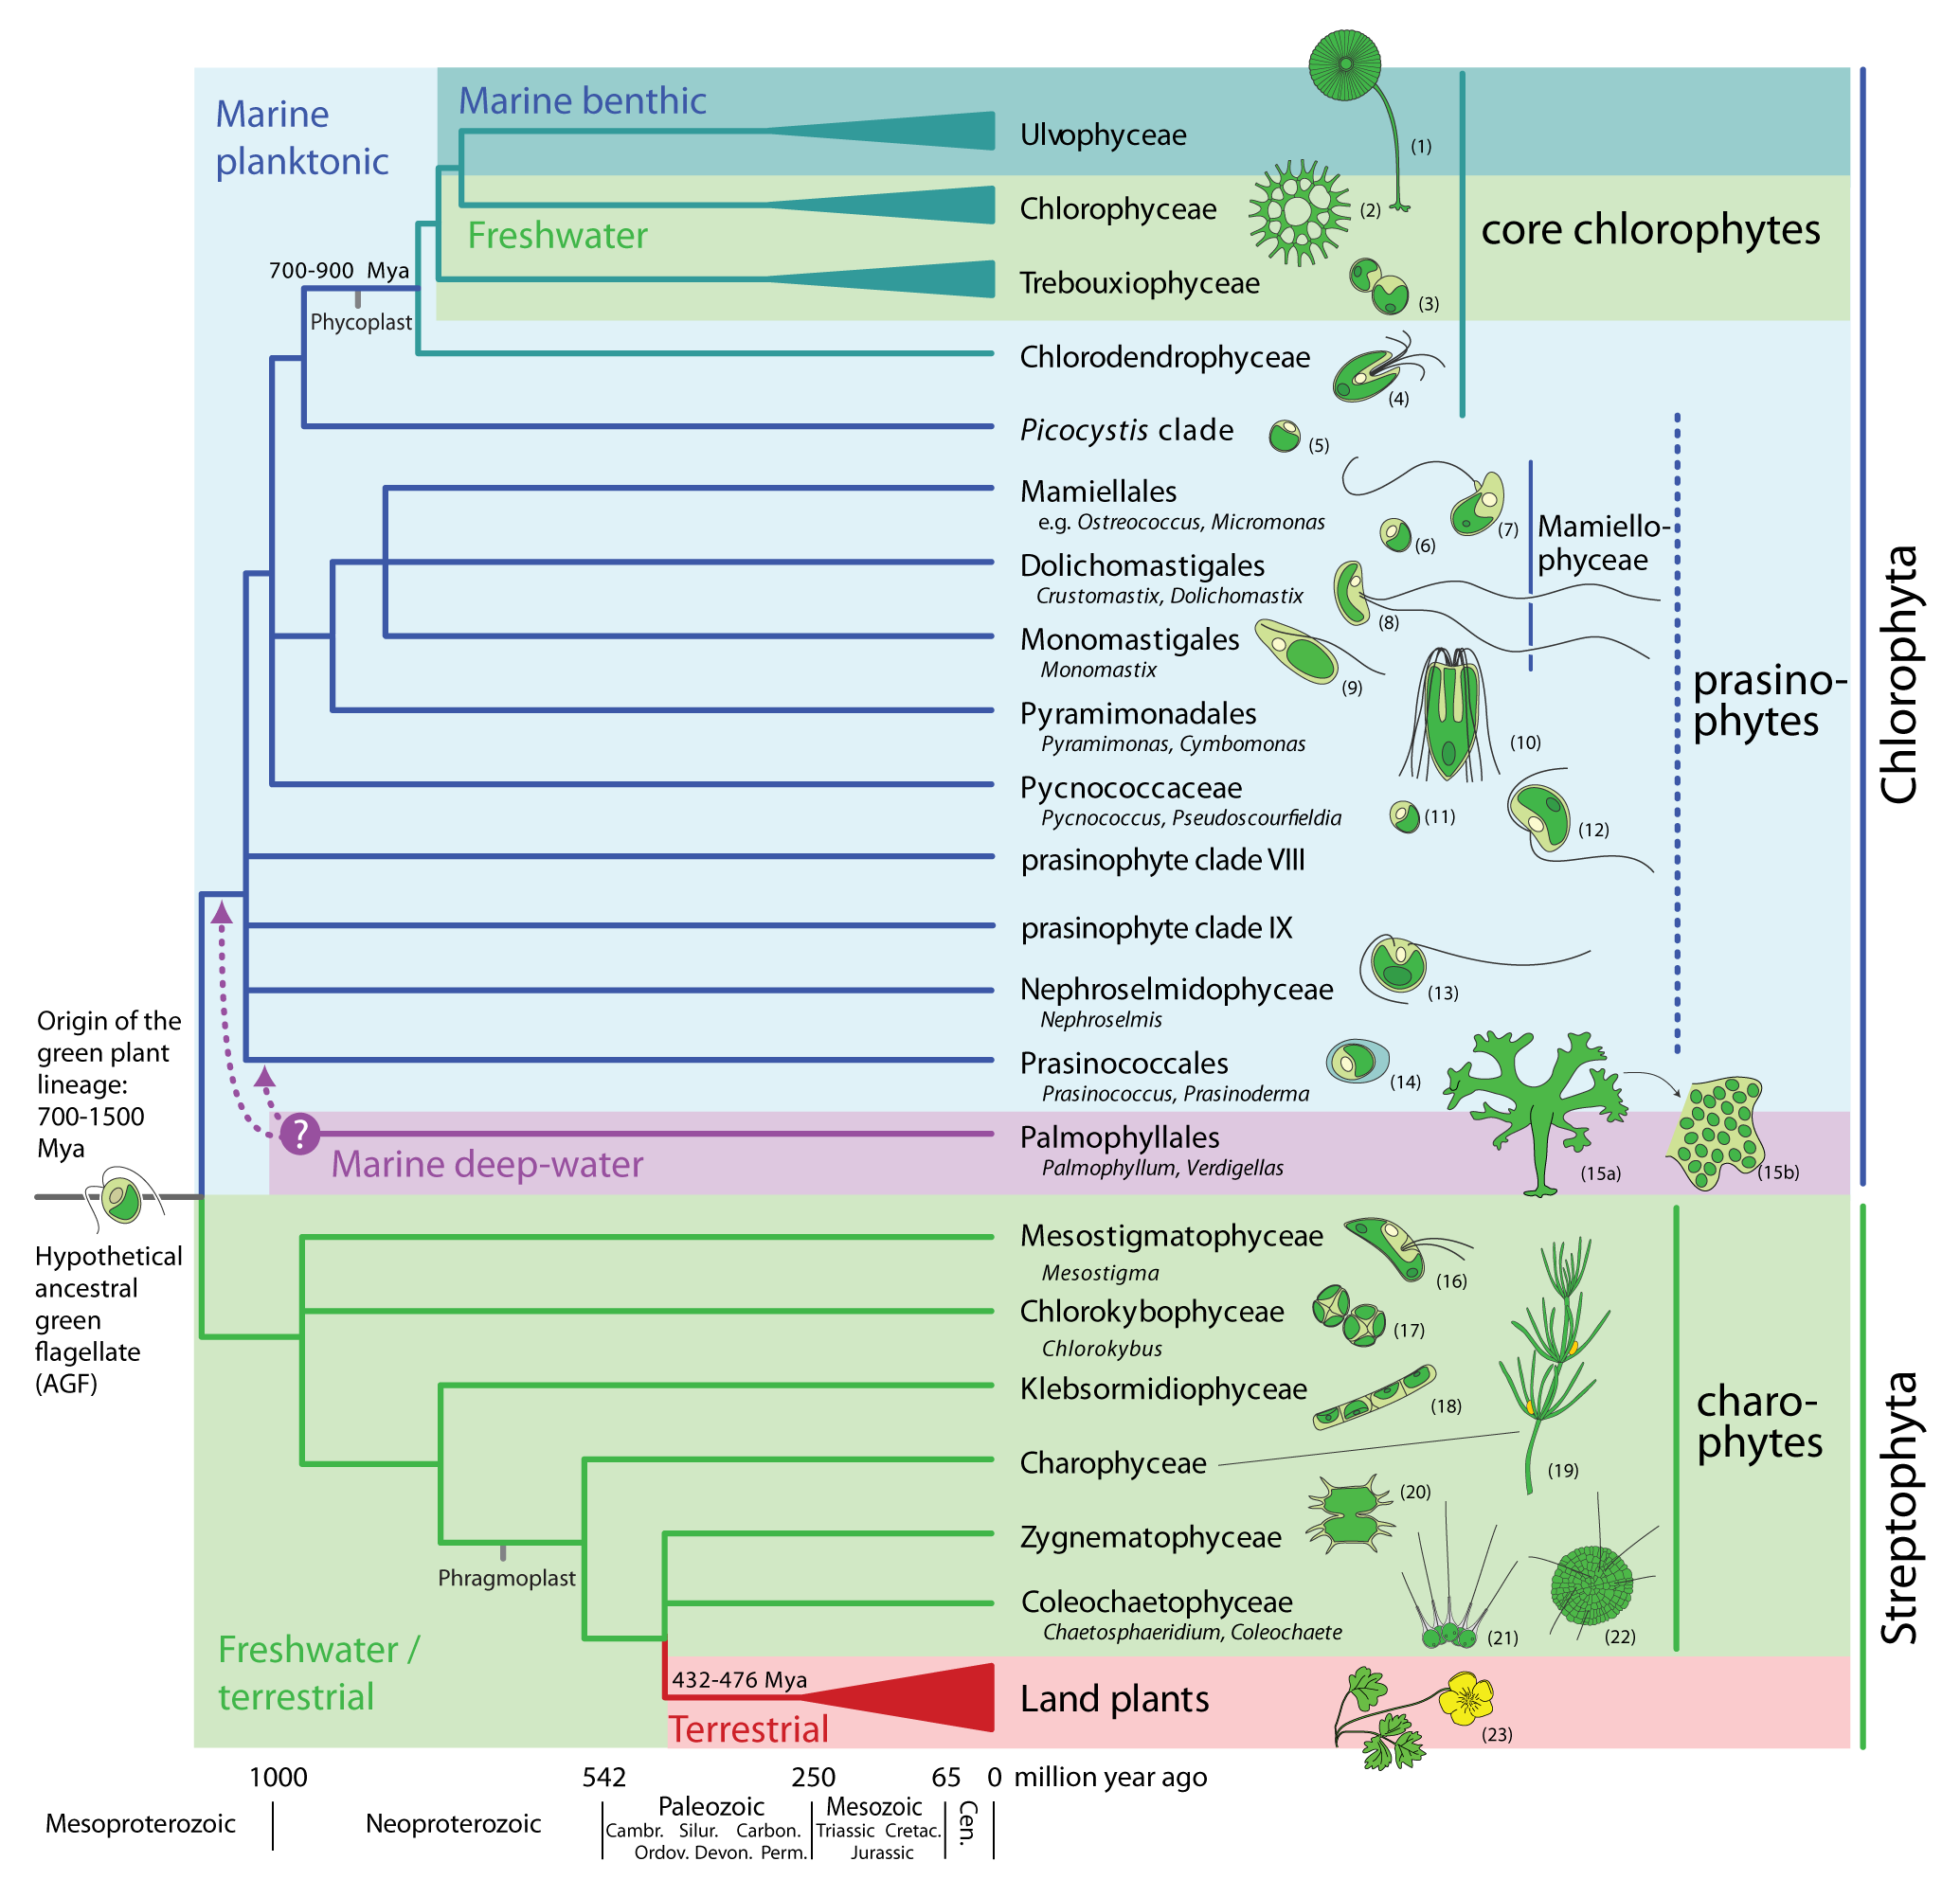 Marine
planktonic
Marine benthic
Ulvophyceae
(1)
Chlorophyceae
(2)
Freshwater
core chlorophytes
700-900 Mya
Phycoplast
Trebouxiophyceae
(3)
Chlorodendrophyceae
(4)
Picocystis clade
(5)
Mamiellales
e.g. Ostreococcus, Micromonas
(6)
(7)
Mamiello-
phyceae
Dolichomastigales
Crustomastix, Dolichomastix
(8)
Monomastigales
Monomastix
(9)
prasino-
phytes
Chlorophyta
Pyramimonadales
Pyramimonas, Cymbomonas
(10)
Pycnococcaceae
Pycnococcus, Pseudoscourfieldia
(11)
(12)
prasinophyte clade VIII
prasinophyte clade IX
Nephroselmidophyceae
Nephroselmis
(13)
Prasinococcales
Prasinococcus, Prasinoderma
(14)
Origin of the
green plant
lineage:
700-1500
Mya
?
Marine deep-water
Palmophyllales
Palmophyllum, Verdigellas
(15a)
(15b)
Hypothetical
ancestral
green
flagellate
(AGF)
Mesostigmatophyceae
Mesostigma
(16)
Chlorokybophyceae
Chlorokybus
(17)
Klebsormidiophyceae
(18)
charo-
phytes
Streptophyta
Charophyceae
(19)
Zygnematophyceae
(20)
Phragmoplast
Coleochaetophyceae
Chaetosphaeridium, Coleochaete
(21)
(22)
Freshwater /
terrestrial
432-476 Mya
Terrestrial
Land plants
(23)
1000
542
250
65
0 million year ago
Mesoproterozoic
Neoproterozoic
Paleozoic
Cambr. Silur. Carbon.
Ordov. Devon. Perm.
Mesozoic
Triassic Cretac.
Jurassic
Cen.